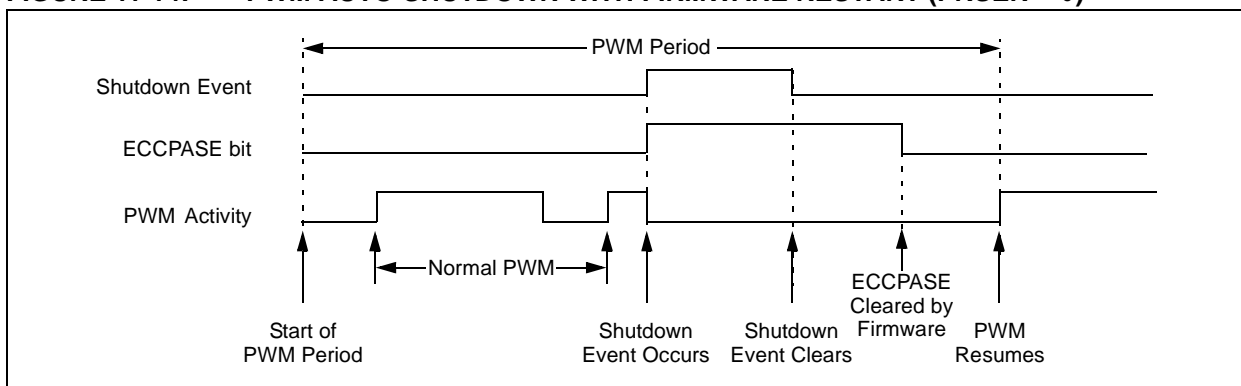 PWM Period
Shutdown Event
ECCPASE bit
PWM Activity
Normal PWM
Start of
PWM Period
Shutdown
Event Occurs
Shutdown
Event Clears
ECCPASE
Cleared by
Firmware
PWM
Resumes